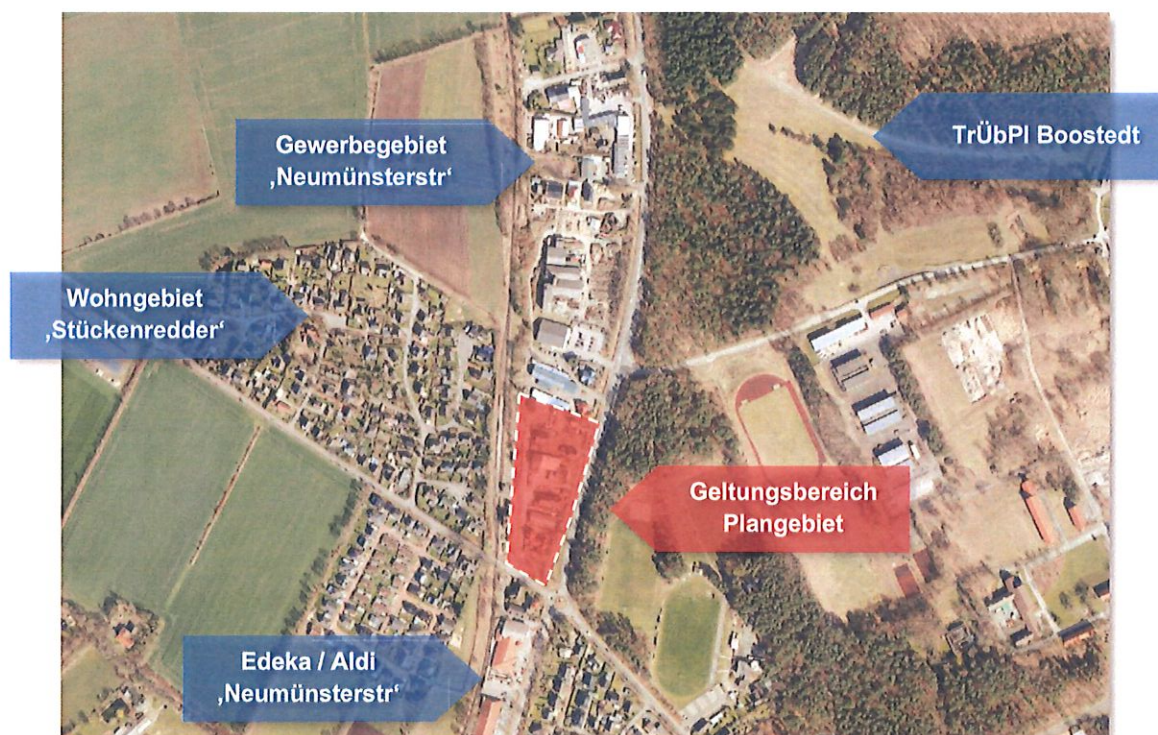 Gewerbegebiet
‚Neumünsterstr‘
TrÜbPl Boostedt
Wohngebiet
‚Stückenredder‘
Geltungsbereich
Plangebiet
Edeka / Aldi
‚Neumünsterstr‘